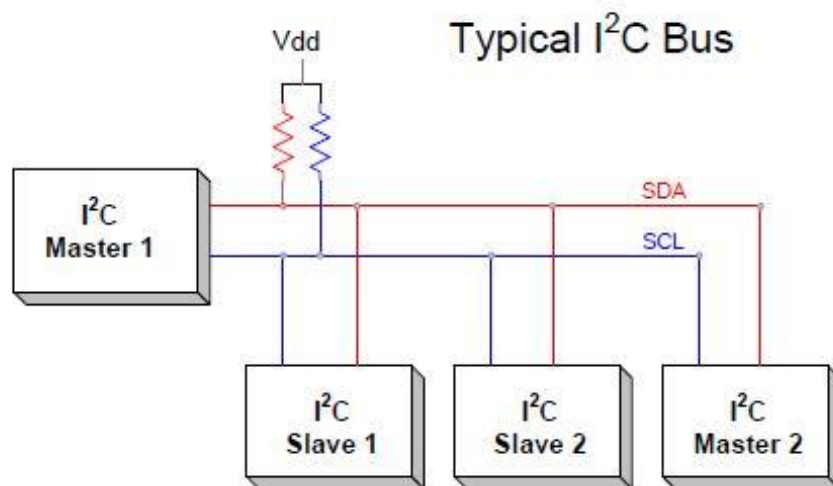 Typical I²C Bus
Vdd
SDA
SCL
I²C
Master 1
I²C
Slave 1
I²C
Slave 2
I²C
Master 2